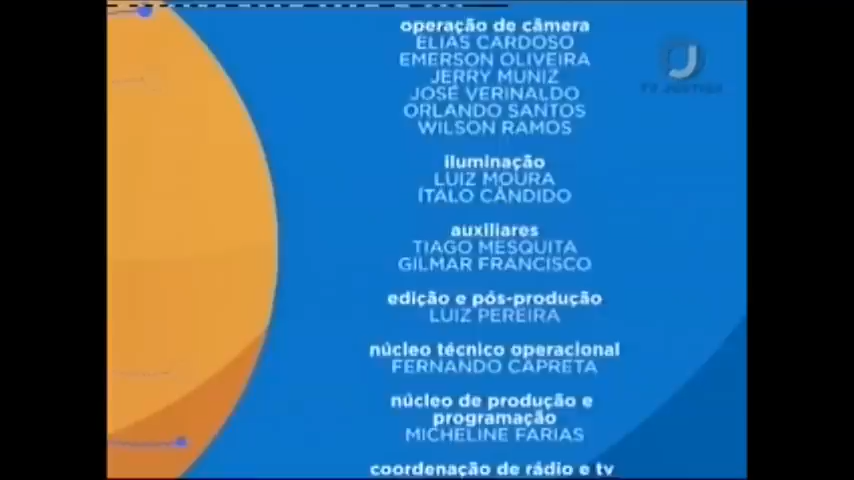 operação de câmera
ELIAS CARDOSO
EMERSON OLIVEIRA
JERRY MUNIZ
JOSÉ VERINALDO
ORLANDO SANTOS
WILSON RAMOS
TV JUSTIÇA
iluminação
LUIZ MOURA
ÍTALO CÂNDIDO
auxiliares
TIAGO MESQUITA
GILMAR FRANCISCO
edição e pós-produção
LUIZ PEREIRA
núcleo técnico operacional
FERNANDO CAPRETA
núcleo de produção e
programação
MICHELINE FARIAS
coordenação de rádio e tv